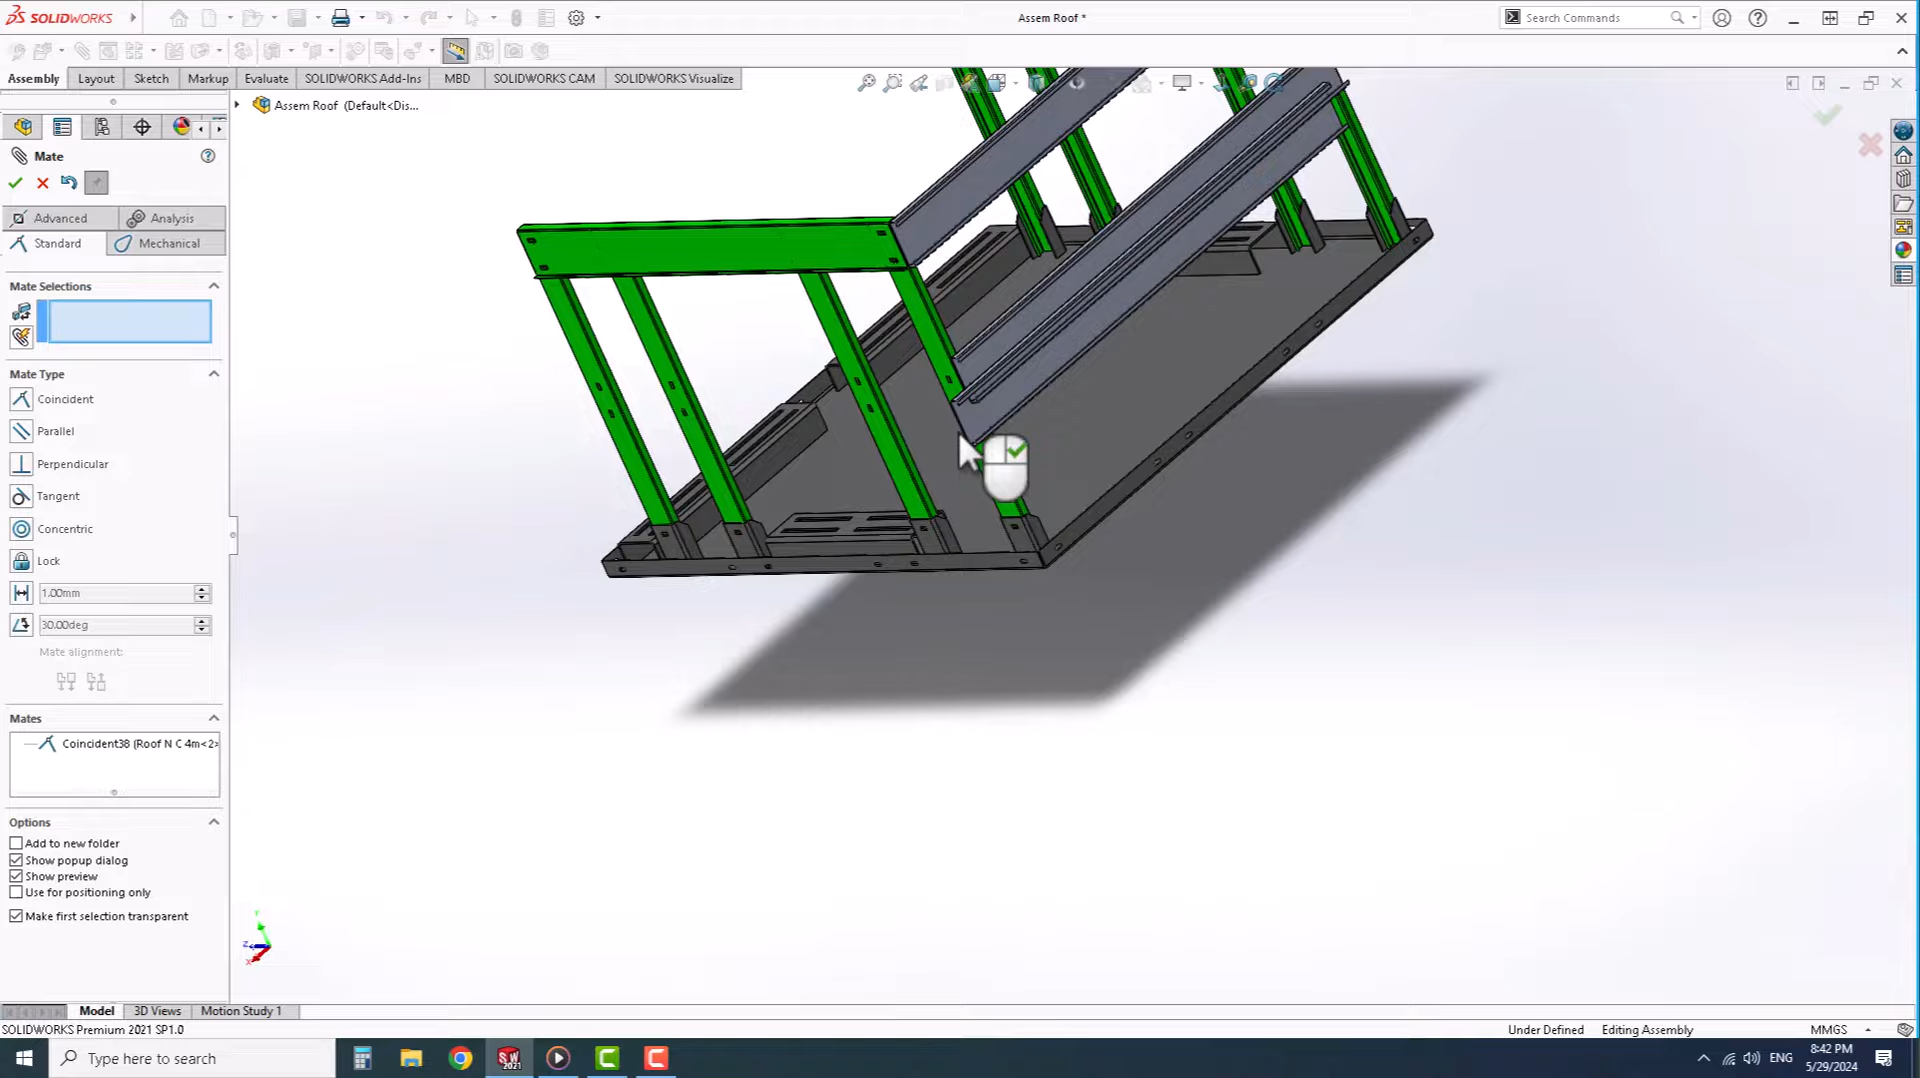 SOLIDWORKS
Assem Roof *
Search Commands
Assembly
Layout
Sketch
Markup
Evaluate
SOLIDWORKS Add-Ins
MBD
SOLIDWORKS CAM
SOLIDWORKS Visualize
Assem Roof (Default<Dis...
Mate
Advanced
Analysis
Standard
Mechanical
Mate Selections
Mate Type
Coincident
Parallel
Perpendicular
Tangent
Concentric
Lock
1.00mm
30.00deg
Mate alignment:
Mates
Coincident38 (Roof N C 4m<2>
Options
Add to new folder
Show popup dialog
Show preview
Use for positioning only
Make first selection transparent
Y
Z
X
Model
3D Views
Motion Study 1
SOLIDWORKS Premium 2021 SP1.0
Under Defined
Editing Assembly
MMGS
Type here to search
SW
2021
ENG
8:42 PM
5/29/2024